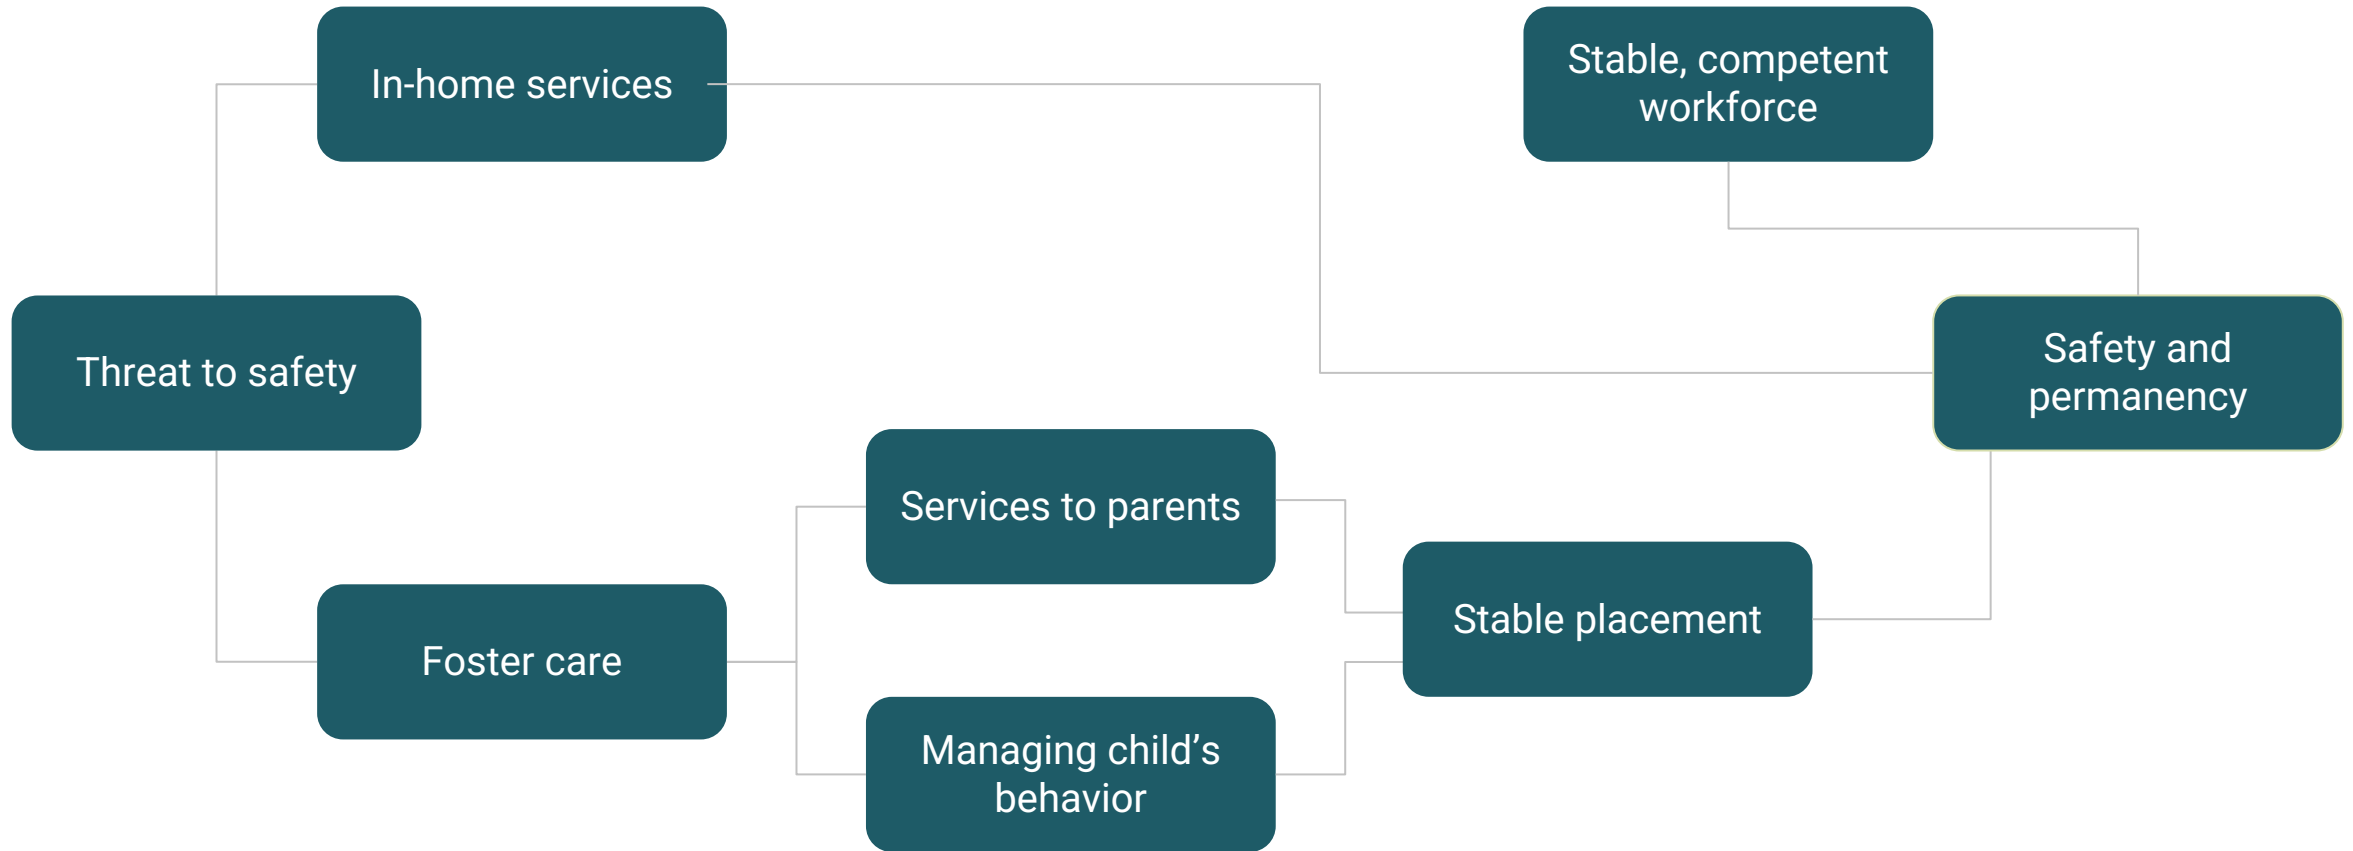 In-home services
Stable, competent
workforce
Threat to safety
Safety and
permanency
Services to parents
Stable placement
Foster care
Managing child’s
behavior